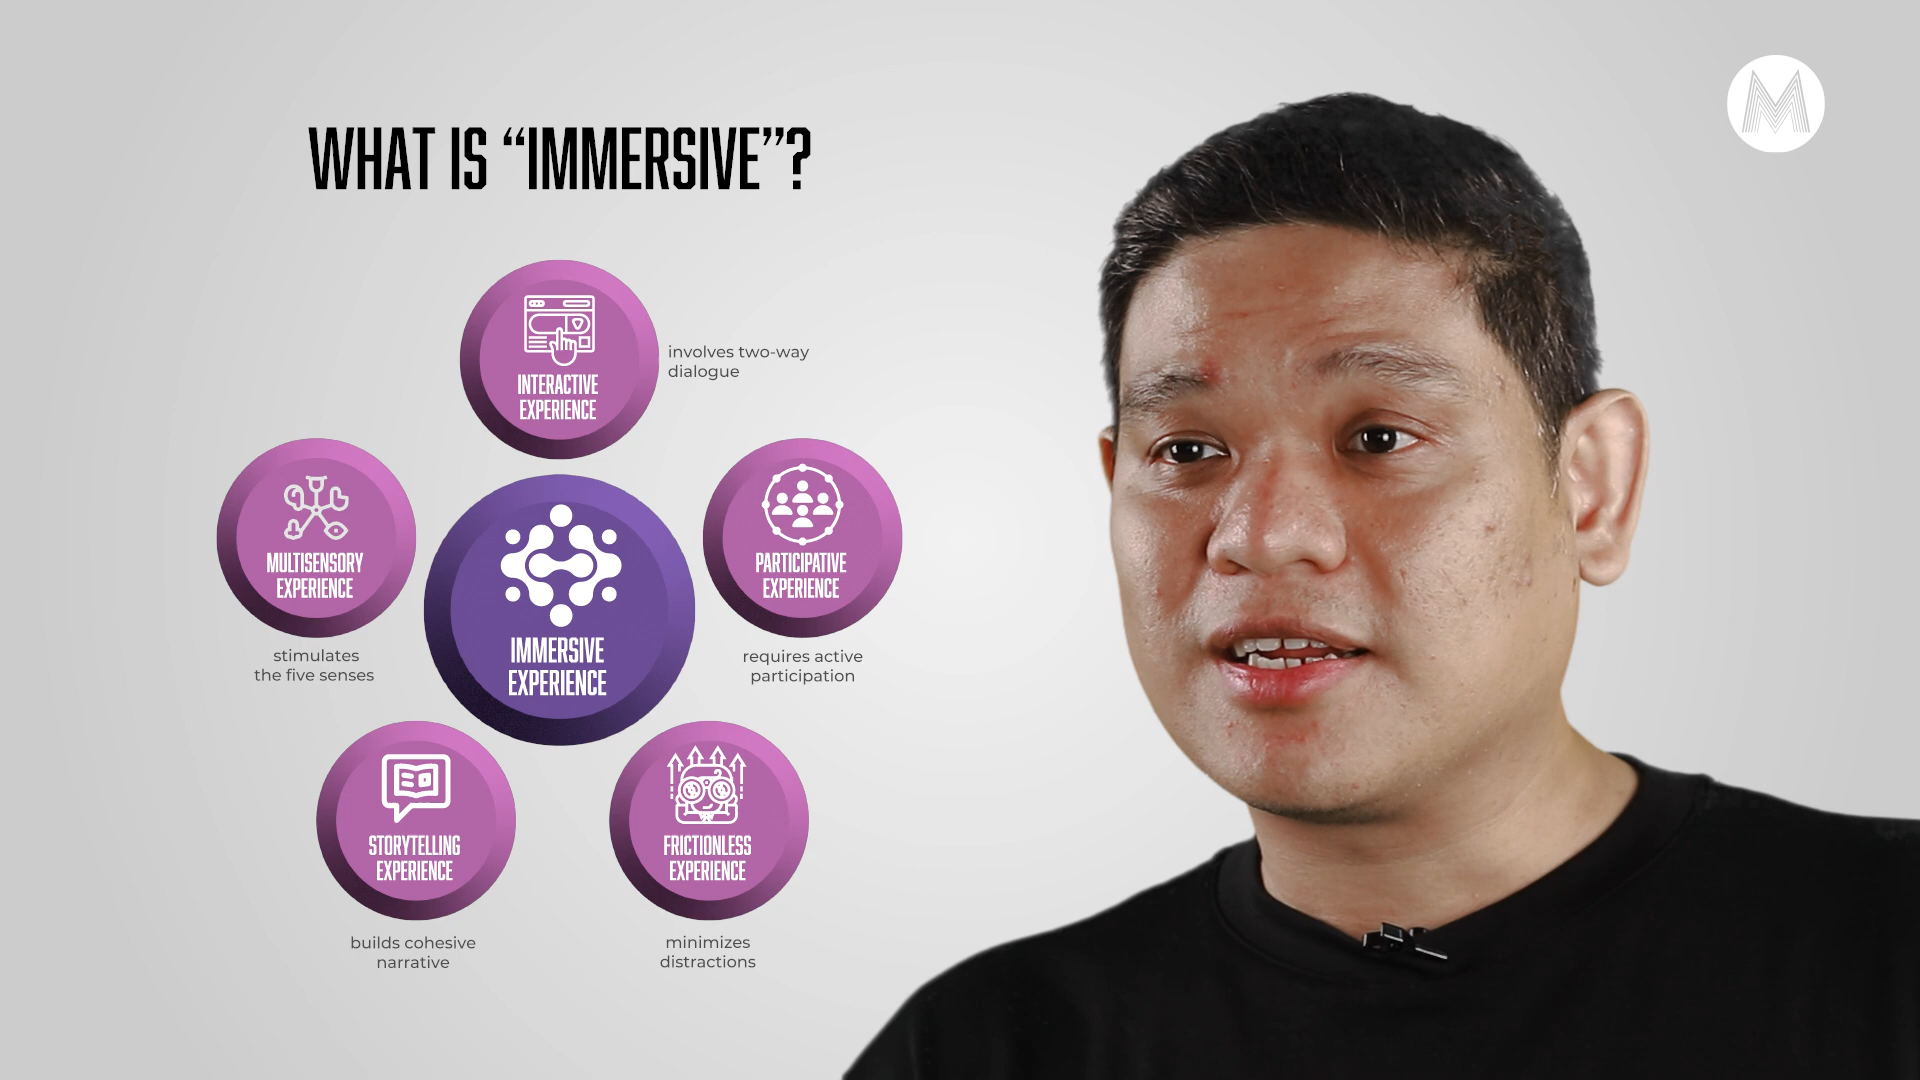 WHAT IS “IMMERSIVE”?
INTERACTIVE
EXPERIENCE
involves two-way
dialogue
MULTISENSORY
EXPERIENCE
stimulates
the five senses
IMMERSIVE
EXPERIENCE
PARTICIPATIVE
EXPERIENCE
requires active
participation
STORYTELLING
EXPERIENCE
builds cohesive
narrative
FRICTIONLESS
EXPERIENCE
minimizes
distractions
M